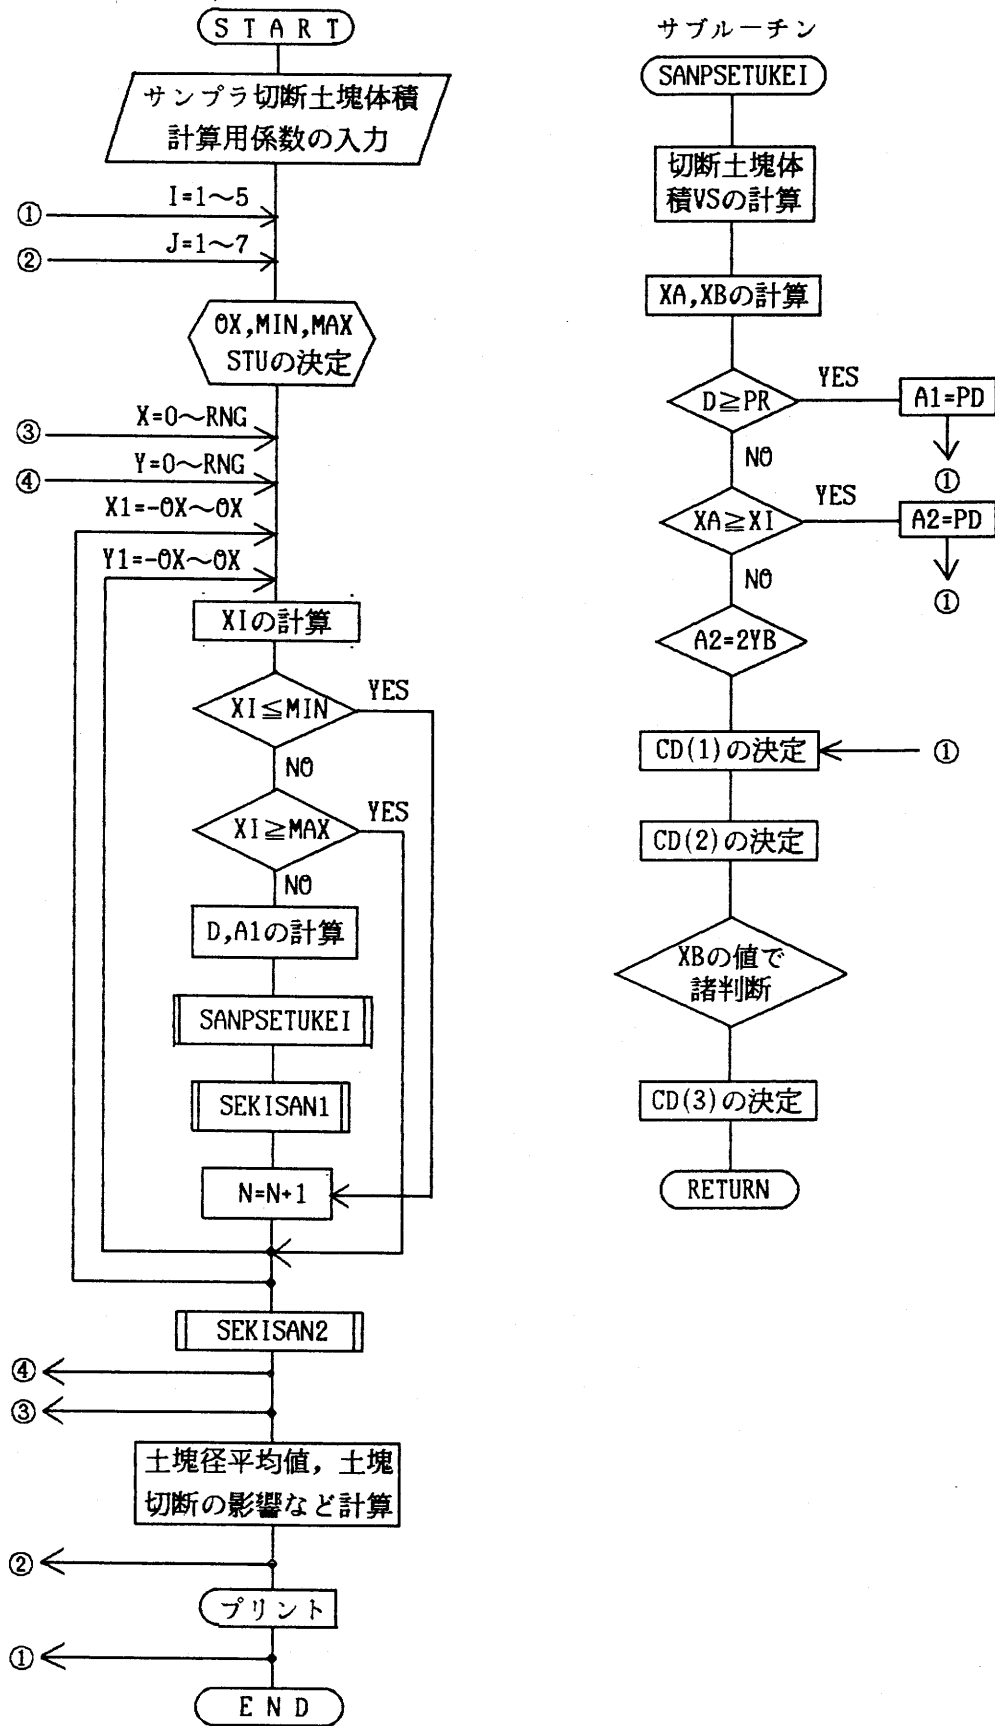 START
サンプラ切断土塊体積
計算用係数の入力
① I=1～5
② J=1～7
OX,MIN,MAX
STUの決定
③ X=0～RNG
④ Y=0～RNG
X1=-OX～OX
Y1=-OX～OX
XIの計算
XI≦MIN YES
NO
XI≧MAX YES
NO
D,A1の計算
SANPSETUKEI
SEKISAN1
N=N+1
SEKISAN2
④
③
土塊径平均値，土塊
切断の影響など計算
②
プリント
①
END
サブルーチン
SANPSETUKEI
切断土塊体
積VSの計算
XA,XBの計算
D≧PR YES A1=PD
NO ①
XA≧XI YES A2=PD
NO ①
A2=2YB
CD(1)の決定 ①
CD(2)の決定
XBの値で
諸判断
CD(3)の決定
RETURN